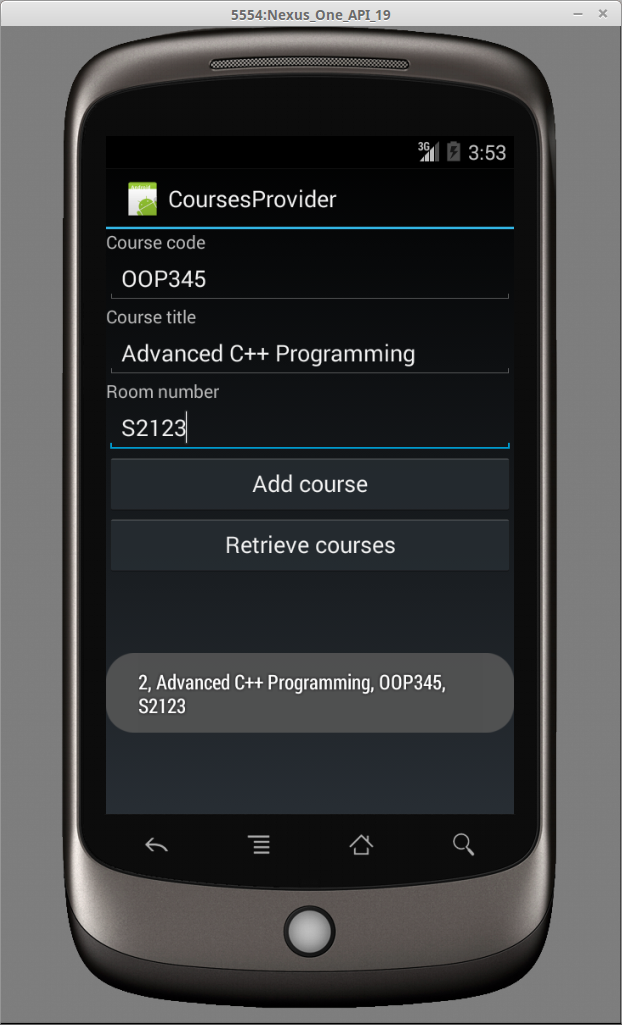 5554:Nexus_One_API_19
3G 3:53
CoursesProvider
Course code
OOP345
Course title
Advanced C++ Programming
Room number
S2123
Add course
Retrieve courses
2, Advanced C++ Programming, OOP345,
S2123